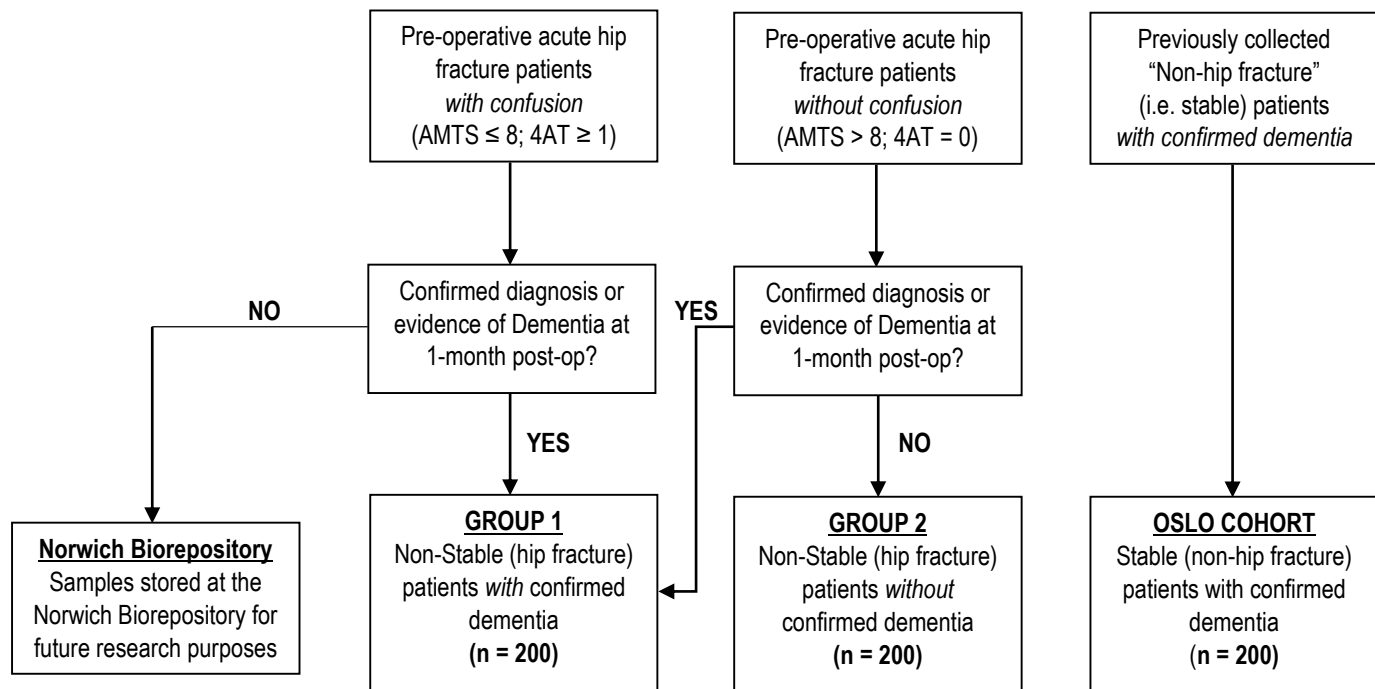 Pre-operative acute hip
fracture patients
with confusion
(AMTS ≤ 8; 4AT ≥ 1)
Pre-operative acute hip
fracture patients
without confusion
(AMTS > 8; 4AT = 0)
Previously collected
“Non-hip fracture”
(i.e. stable) patients
with confirmed dementia
NO
Confirmed diagnosis or
evidence of Dementia at
1-month post-op?
YES
Confirmed diagnosis or
evidence of Dementia at
1-month post-op?
YES
NO
Norwich Biorepository
Samples stored at the
Norwich Biorepository for
future research purposes
GROUP 1
Non-Stable (hip fracture)
patients with confirmed
dementia
(n = 200)
GROUP 2
Non-Stable (hip fracture)
patients without
confirmed dementia
(n = 200)
OSLO COHORT
Stable (non-hip fracture)
patients with confirmed
dementia
(n = 200)